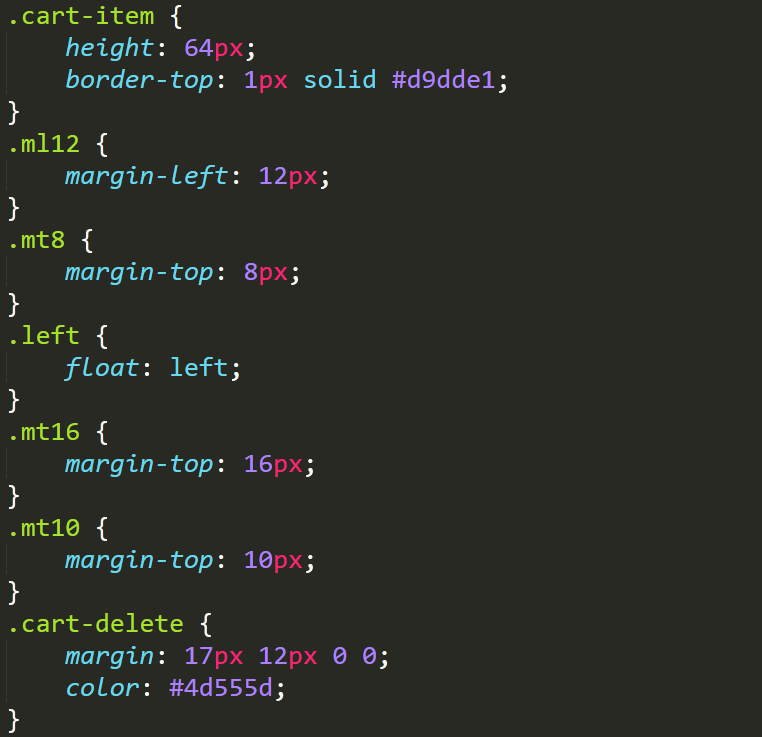 .cart-item {
    height: 64px;
    border-top: 1px solid #d9dde1;
}
.ml12 {
    margin-left: 12px;
}
.mt8 {
    margin-top: 8px;
}
.left {
    float: left;
}
.mt16 {
    margin-top: 16px;
}
.mt10 {
    margin-top: 10px;
}
.cart-delete {
    margin: 17px 12px 0 0;
    color: #4d555d;
}